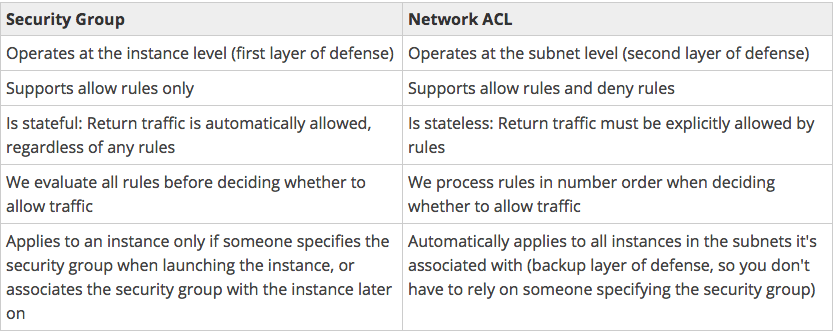 Security Group
Network ACL
Operates at the instance level (first layer of defense)
Operates at the subnet level (second layer of defense)
Supports allow rules only
Supports allow rules and deny rules
Is stateful: Return traffic is automatically allowed,
regardless of any rules
Is stateless: Return traffic must be explicitly allowed by
rules
We evaluate all rules before deciding whether to
allow traffic
We process rules in number order when deciding
whether to allow traffic
Applies to an instance only if someone specifies the
security group when launching the instance, or
associates the security group with the instance later
on
Automatically applies to all instances in the subnets it's
associated with (backup layer of defense, so you don't
have to rely on someone specifying the security group)